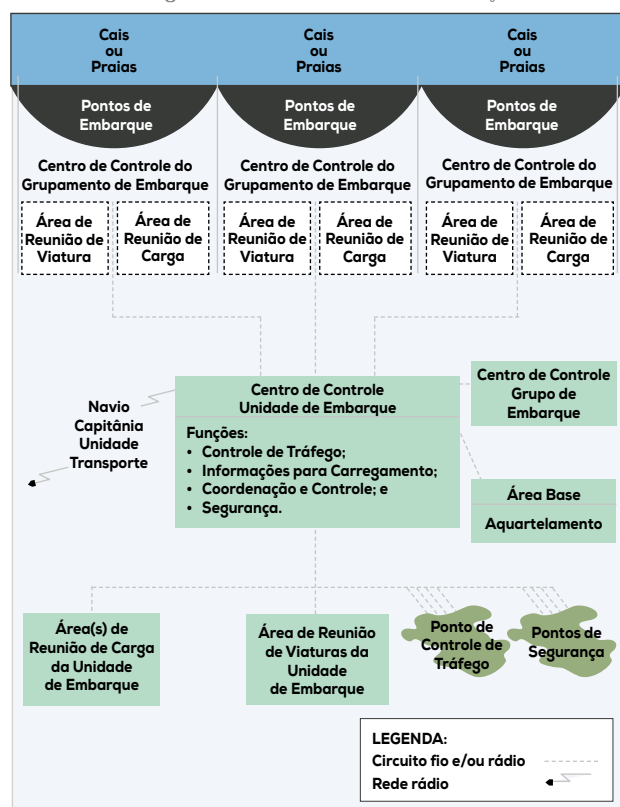 Cais
ou
Praias
Cais
ou
Praias
Cais
ou
Praias
Pontos de
Embarque
Pontos de
Embarque
Pontos de
Embarque
Centro de Controle do
Grupamento de Embarque
Centro de Controle do
Grupamento de Embarque
Centro de Controle do
Grupamento de Embarque
Área de
Reunião de
Viatura
Área de
Reunião de
Carga
Área de
Reunião de
Viatura
Área de
Reunião de
Carga
Área de
Reunião de
Viatura
Área de
Reunião de
Carga
Navio
Capitânia
Unidade
Transporte
Centro de Controle
Unidade de Embarque
Funções:
• Controle de Tráfego;
• Informações para Carregamento;
• Coordenação e Controle; e
• Segurança.
Centro de Controle
Grupo de
Embarque
Área Base
Aquartelamento
Área(s) de
Reunião de Carga
da Unidade
de Embarque
Área de Reunião
de Viaturas da
Unidade
de Embarque
Ponto de
Controle de
Tráfego
Pontos de
Segurança
LEGENDA:
Circuito fio e/ou rádio
Rede rádio